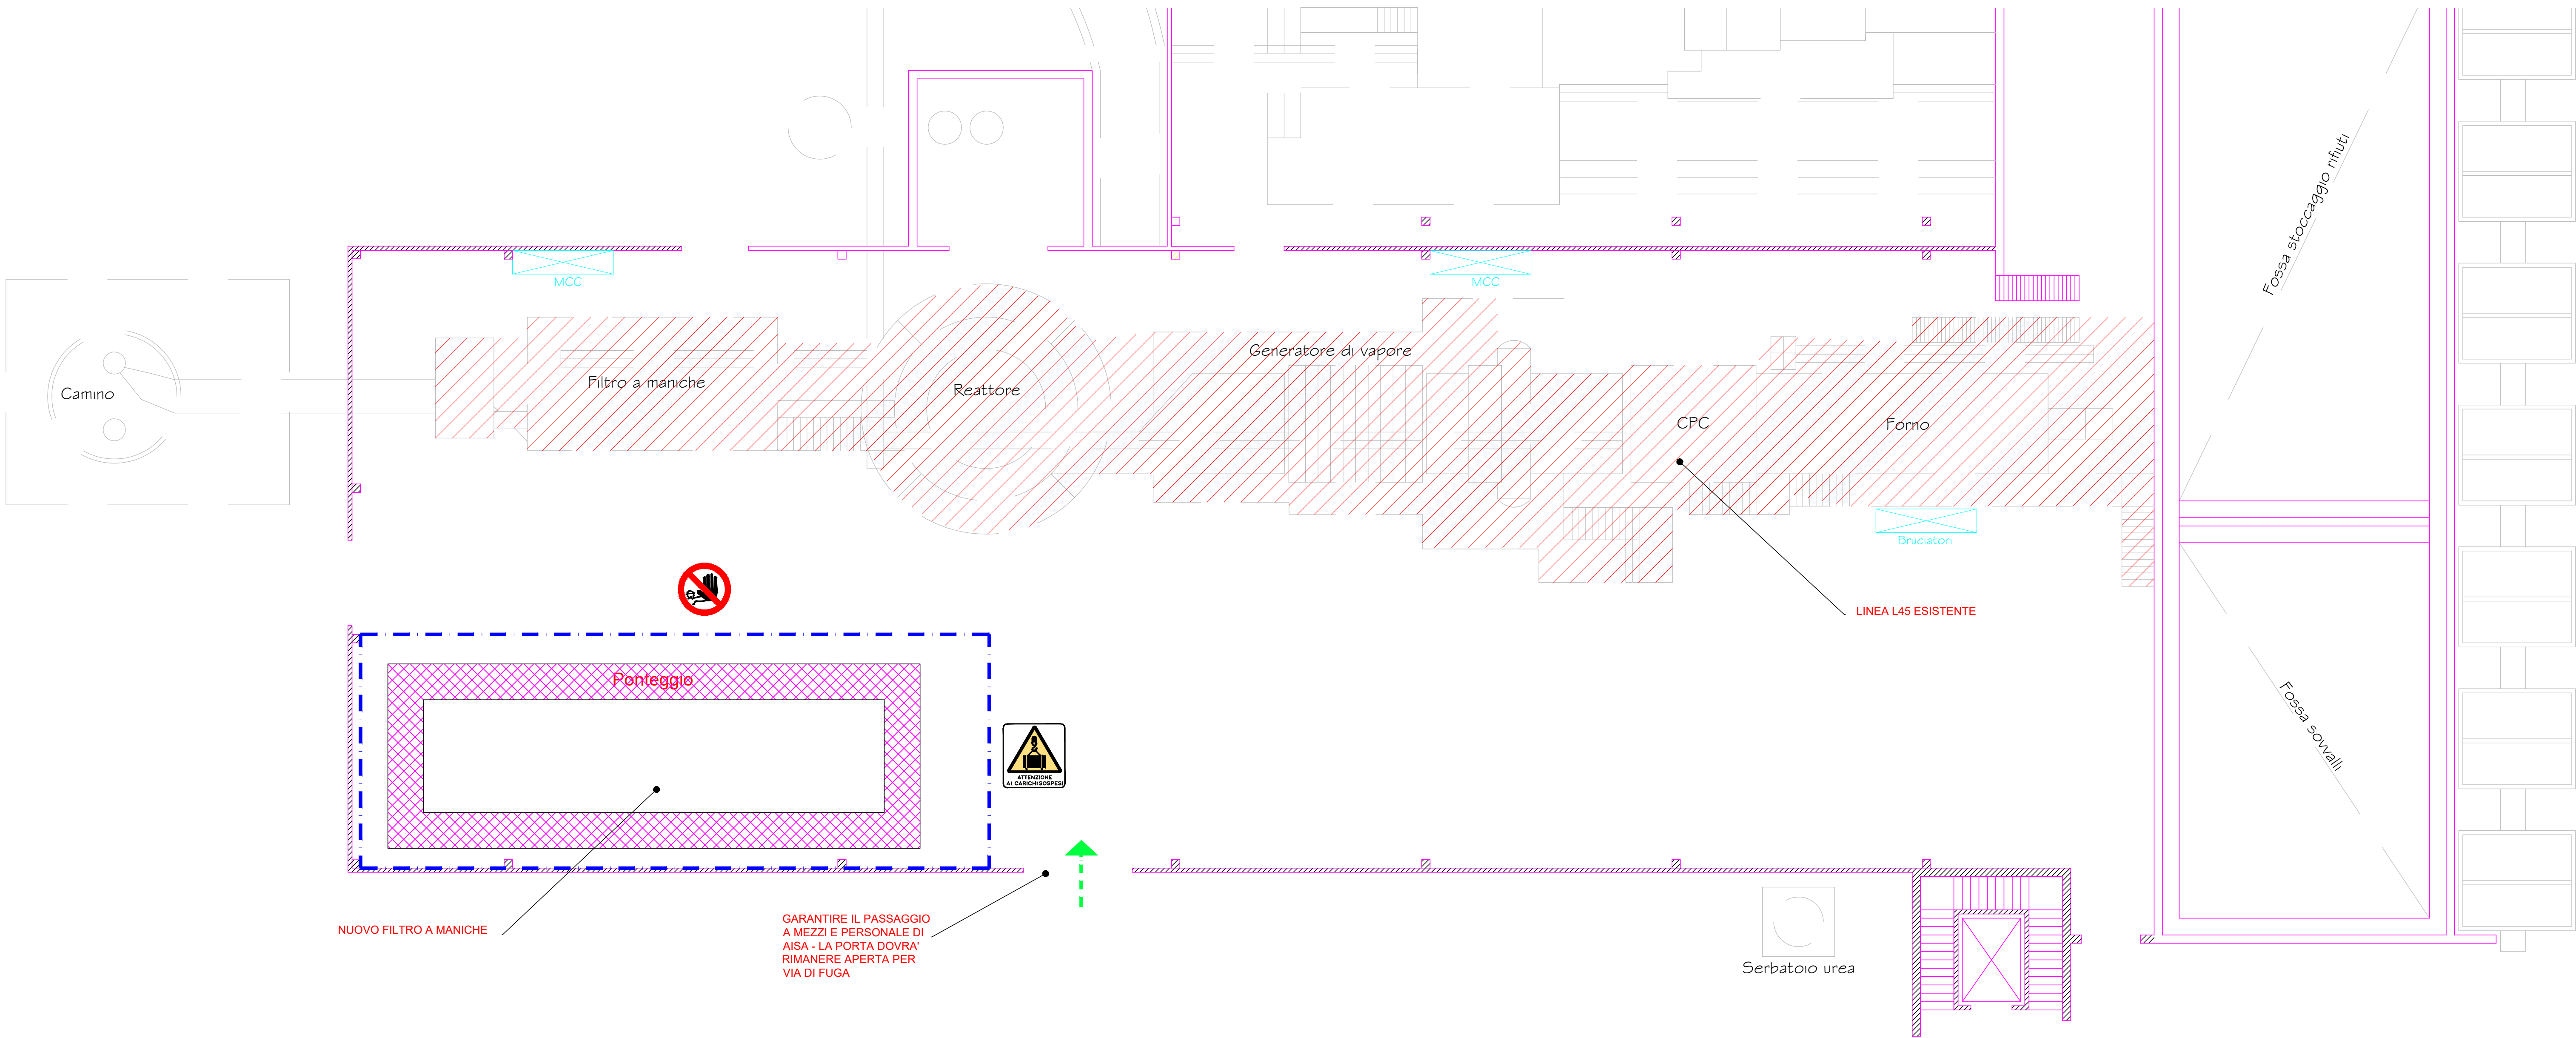 Fossa stoccaggio rifiuti
MCC
MCC
Generatore di vapore
Filtro a maniche
Reattore
Camino
CPC
Forno
Bruciatori
LINEA L45 ESISTENTE
Ponteggio
Fossa sovvalli
ATTENZIONE
AI CARICHI SOSPESI
NUOVO FILTRO A MANICHE
GARANTIRE IL PASSAGGIO
A MEZZI E PERSONALE DI
AISA - LA PORTA DOVRA'
RIMANERE APERTA PER
VIA DI FUGA
Serbatoio urea